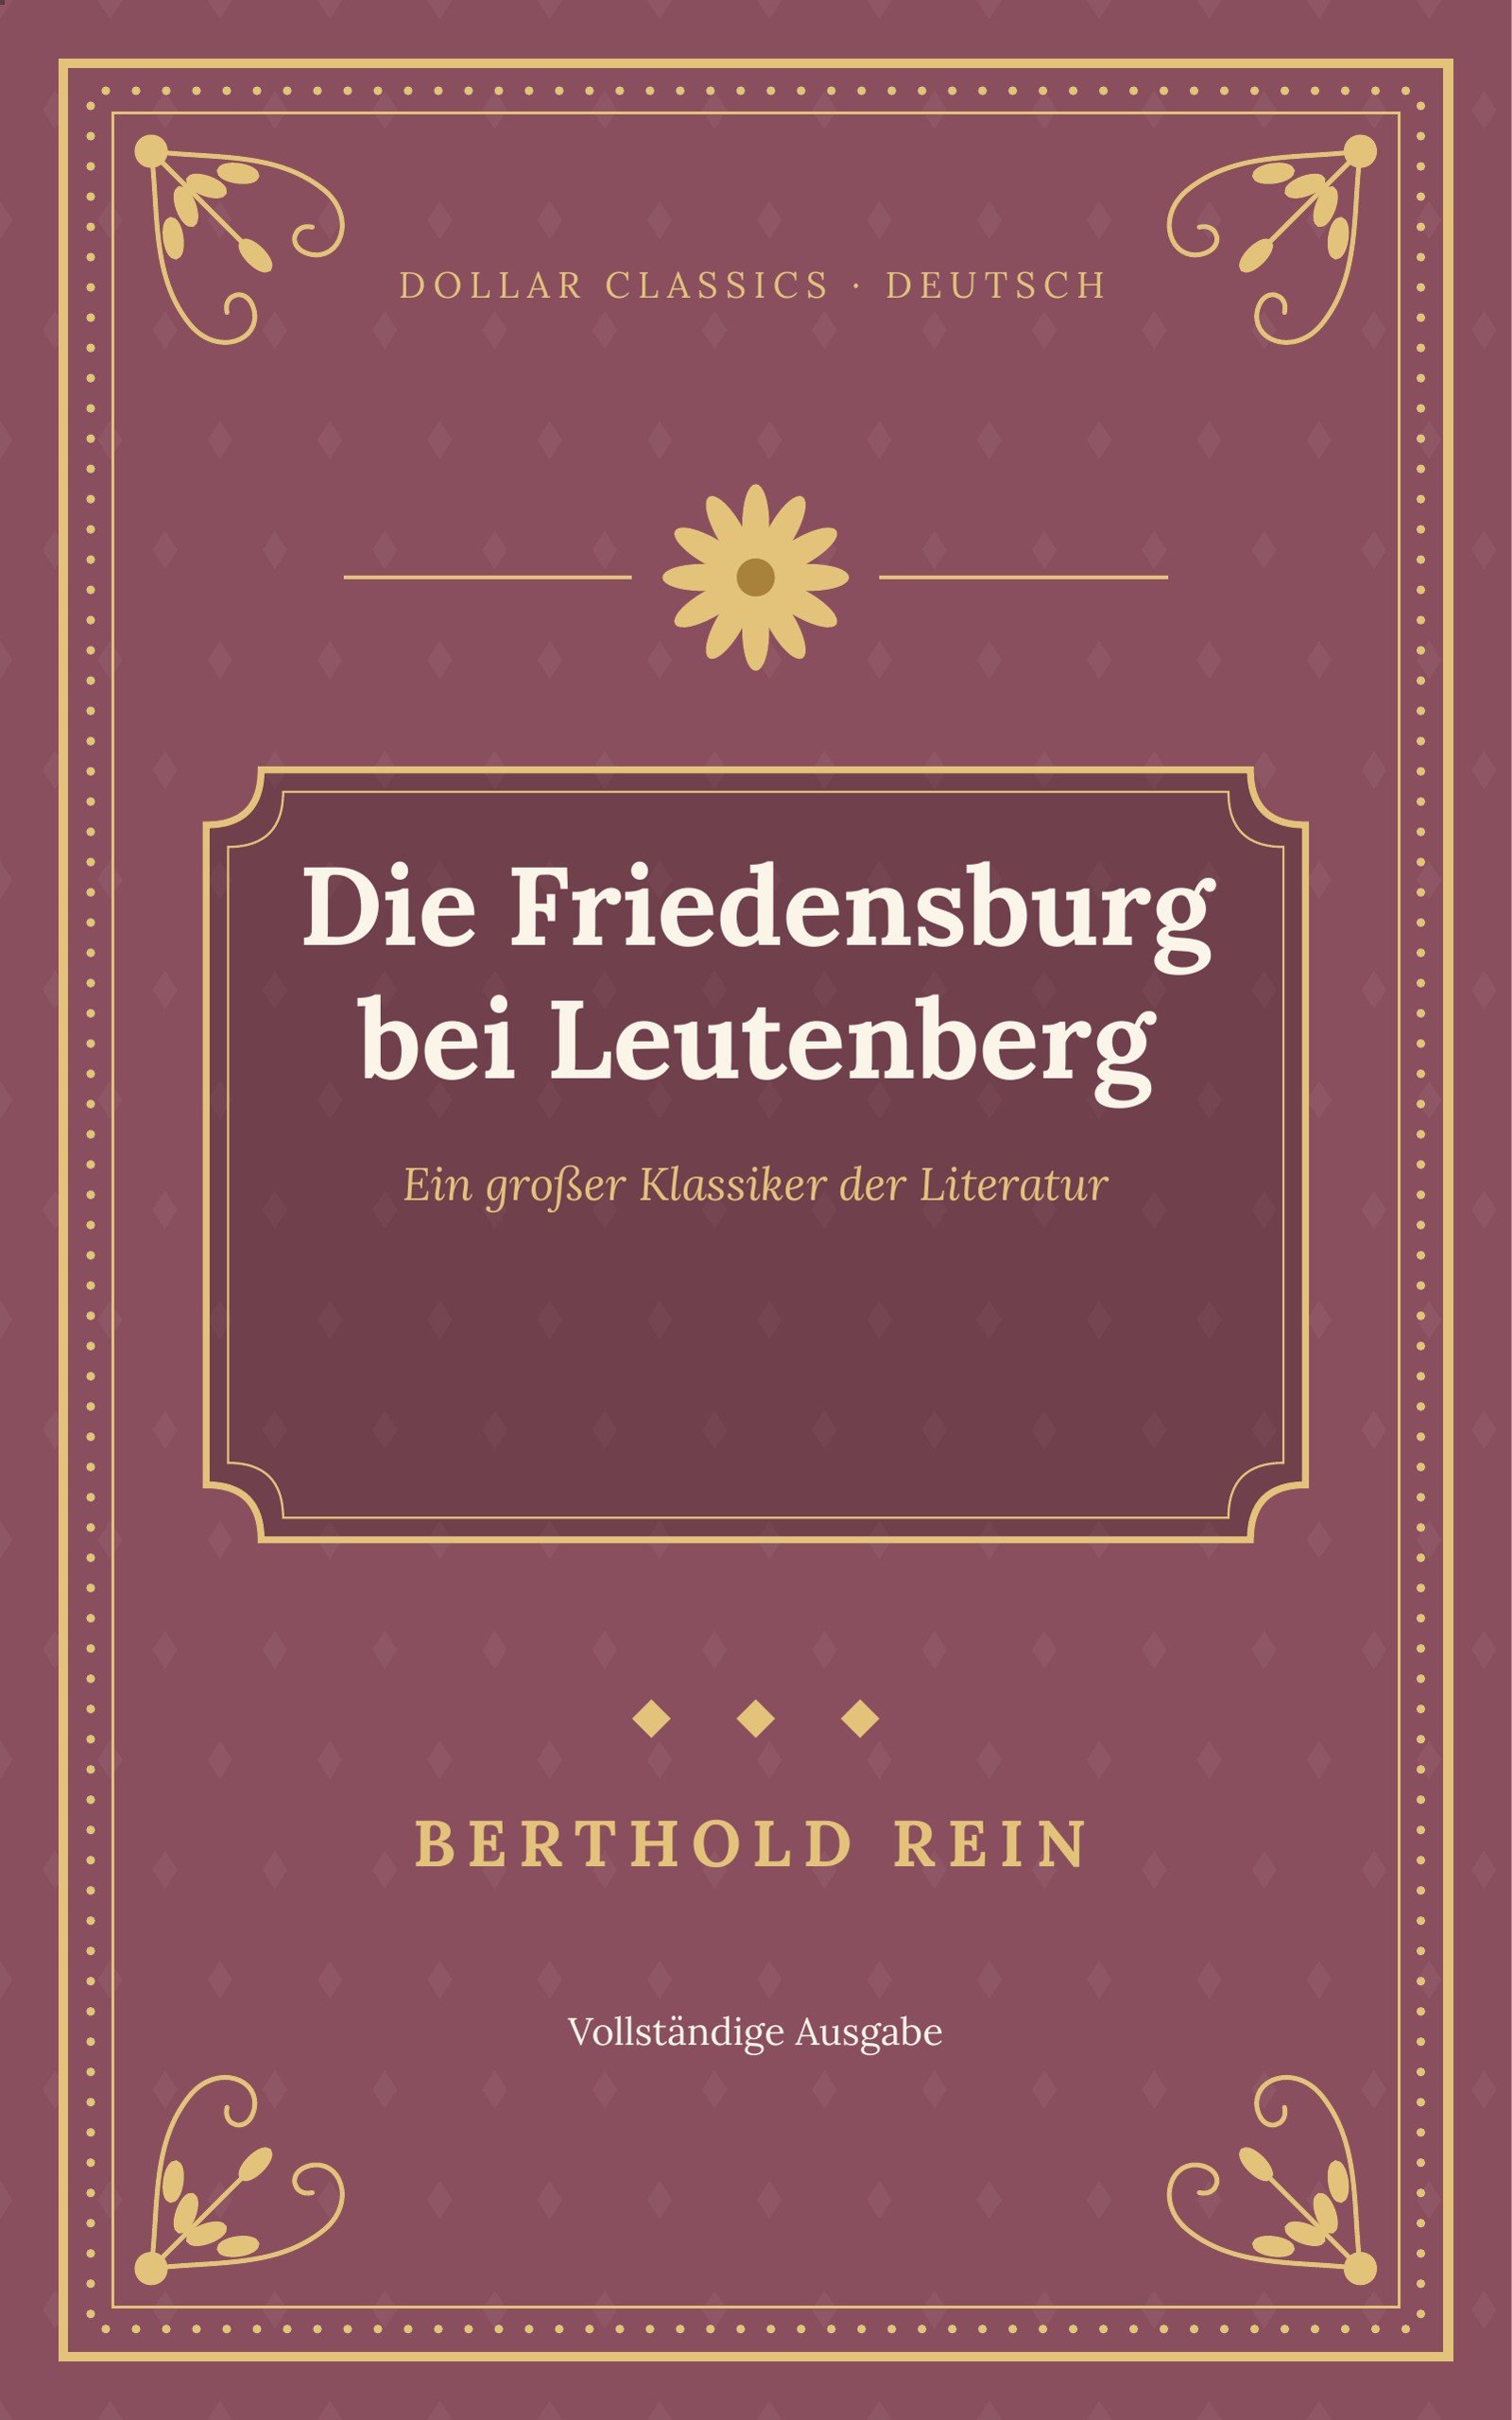 DOLLAR CLASSICS · DEUTSCH
Die Friedensburg
bei Leutenberg
Ein großer Klassiker der Literatur
BERTHOLD REIN
Vollständige Ausgabe